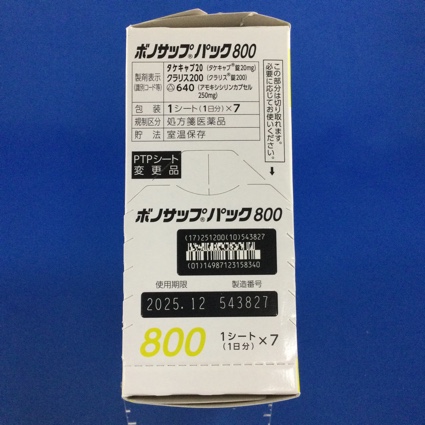 ボノサップ®パック800
製剤表示
(識別コード等)
タケキャブ20 (タケキャブ®錠20mg)
クラリス200 (クラリス®錠200)
640 (アモキシシリンカプセル250mg)
包装 1シート(1日分)×7
規制区分 処方箋医薬品
貯法 室温保存
この部分は切り取れます。
必要に応じてお使いください。
PTPシート
変更品
ボノサップ®パック800
(17)251200(10)543827
(01)14987123158340
使用期限 製造番号
2025.12 543827
800 1シート(1日分)×7